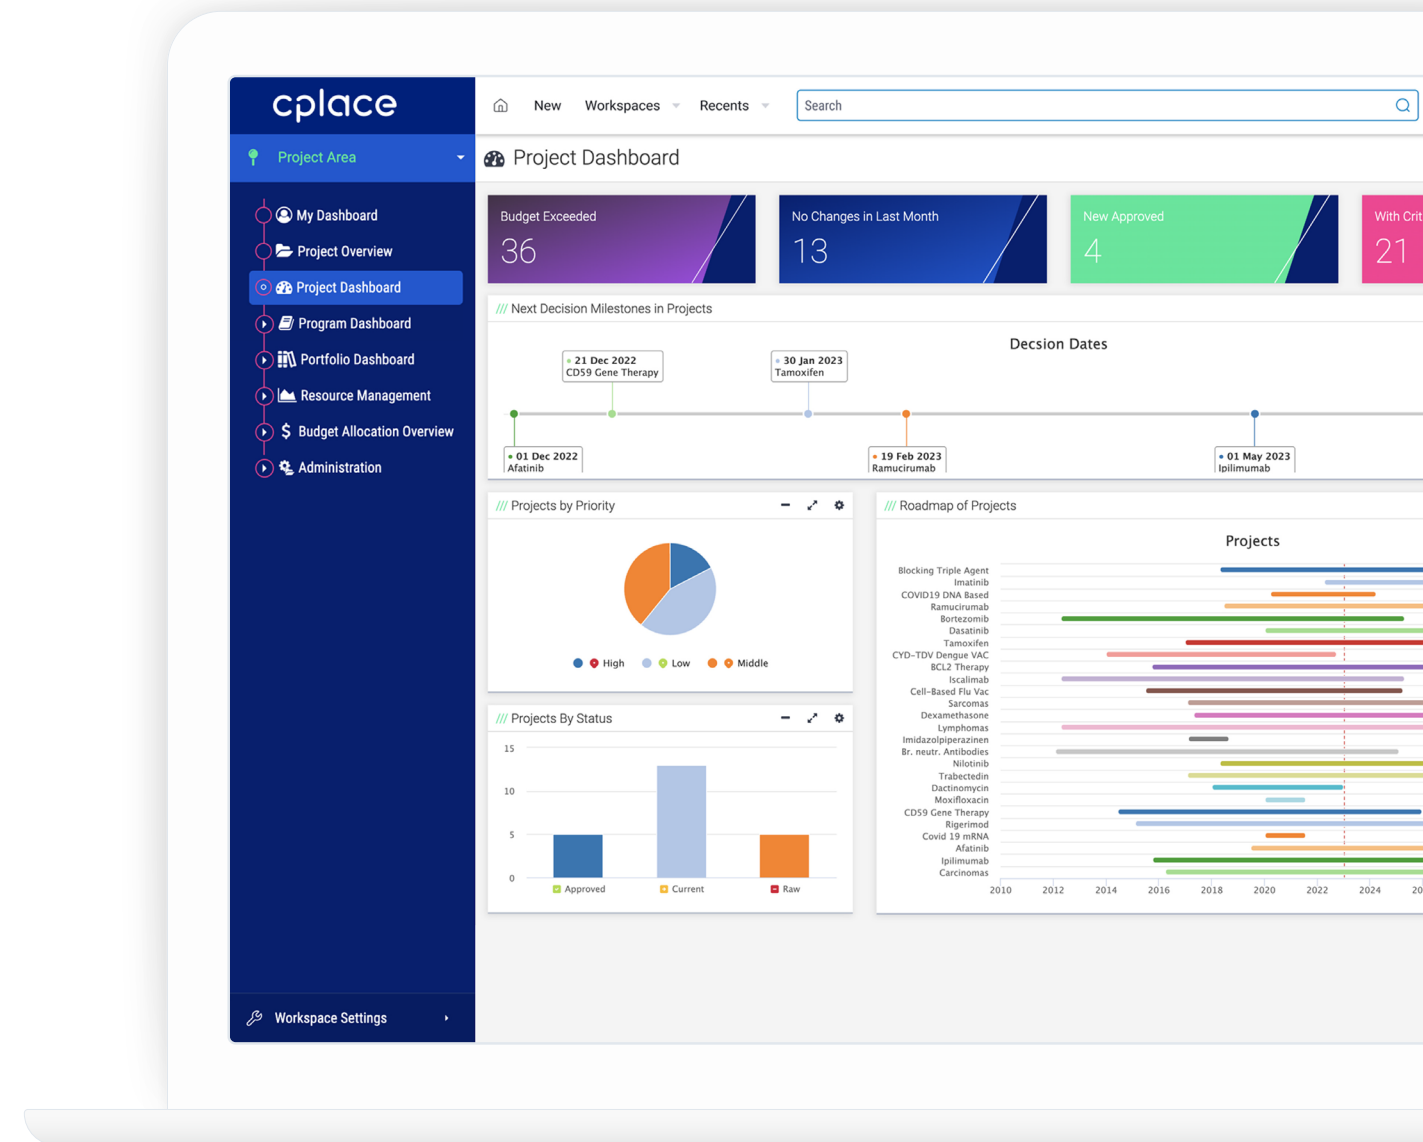 cplace
New Workspaces Recents Search
Project Area
Project Dashboard
My Dashboard
Project Overview
Project Dashboard
Program Dashboard
Portfolio Dashboard
Resource Management
Budget Allocation Overview
Administration
Workspace Settings
Budget Exceeded
36
No Changes in Last Month
13
New Approved
4
With Crit
21
/// Next Decision Milestones in Projects
Decsion Dates
21 Dec 2022
CD59 Gene Therapy
30 Jan 2023
Tamoxifen
01 Dec 2022
Afatinib
19 Feb 2023
Ramucirumab
01 May 2023
Ipilimumab
/// Projects by Priority
High Low Middle
/// Projects By Status
15
10
5
0
Approved Current Raw
/// Roadmap of Projects
Projects
Blocking Triple Agent
Imatinib
COVID19 DNA Based
Ramucirumab
Bortezomib
Dasatinib
Tamoxifen
CYD-TDV Dengue VAC
BCL2 Therapy
Iscalimab
Cell-Based Flu Vac
Sarcomas
Dexamethasone
Lymphomas
Imidazolpiperazinen
Br. neutr. Antibodies
Nilotinib
Trabectedin
Dactinomycin
Moxifloxacin
CD59 Gene Therapy
Rigerimod
Covid 19 mRNA
Afatinib
Ipilimumab
Carcinomas
2010 2012 2014 2016 2018 2020 2022 2024 20